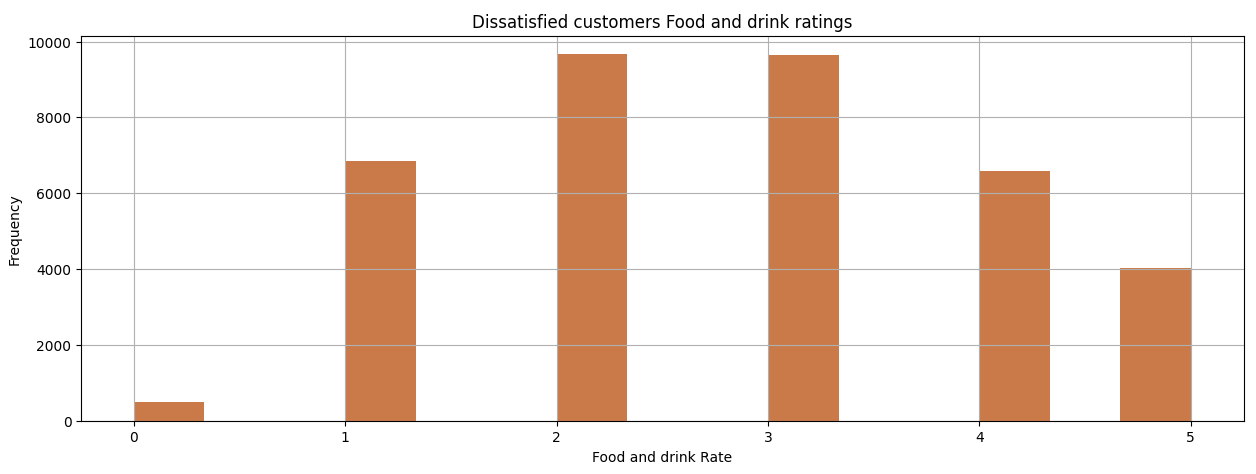 Dissatisfied customers Food and drink ratings
10000
8000
6000
4000
2000
0
Frequency
0 1 2 3 4 5
Food and drink Rate